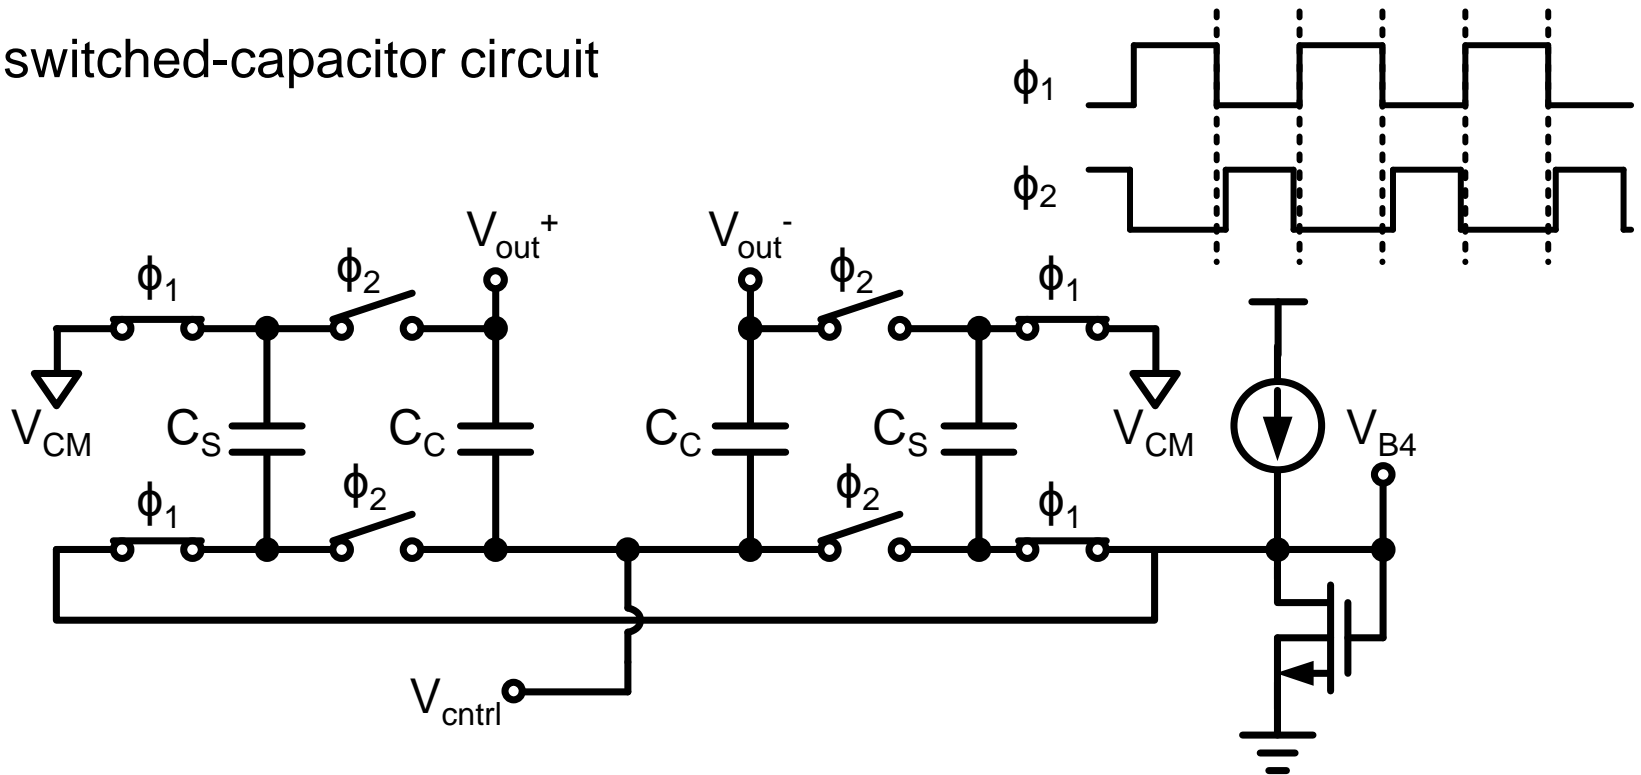 switched-capacitor circuit
ϕ1
ϕ2
Vout+
Vout-
ϕ1
ϕ2
ϕ2
ϕ1
VCM
CS
CC
CC
CS
VCM
VB4
ϕ1
ϕ2
ϕ2
ϕ1
Vcntrl